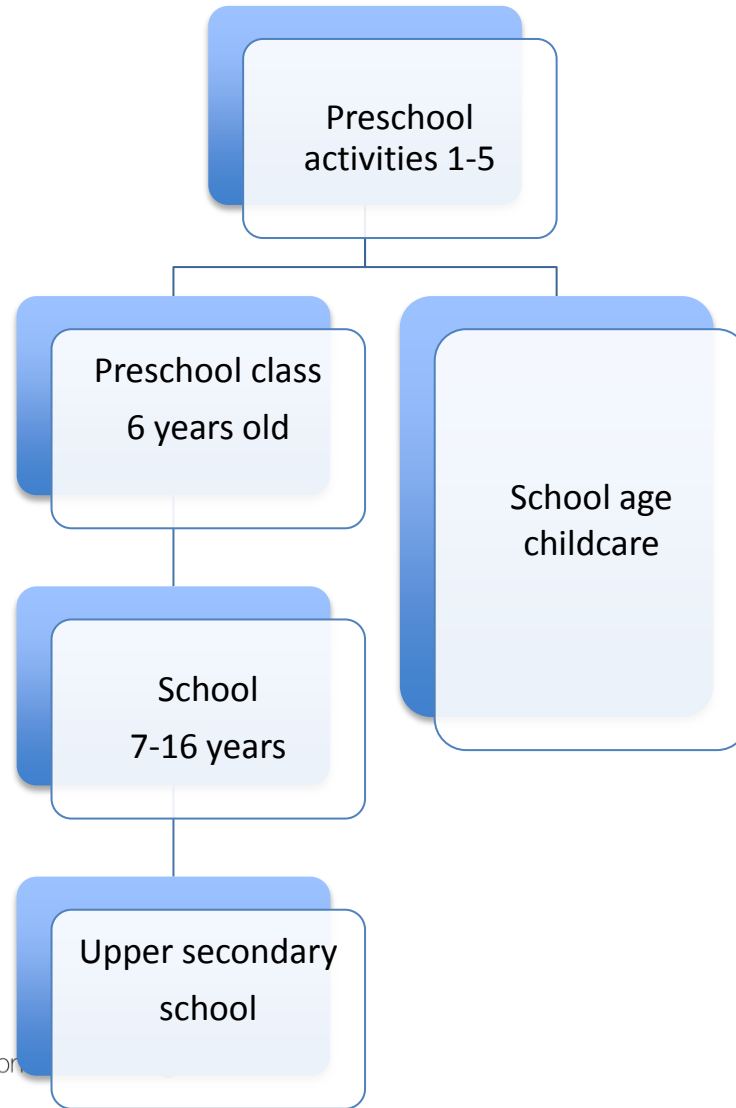 Preschool
activities 1-5
Preschool class
6 years old
School age
childcare
School
7-16 years
Upper secondary
school